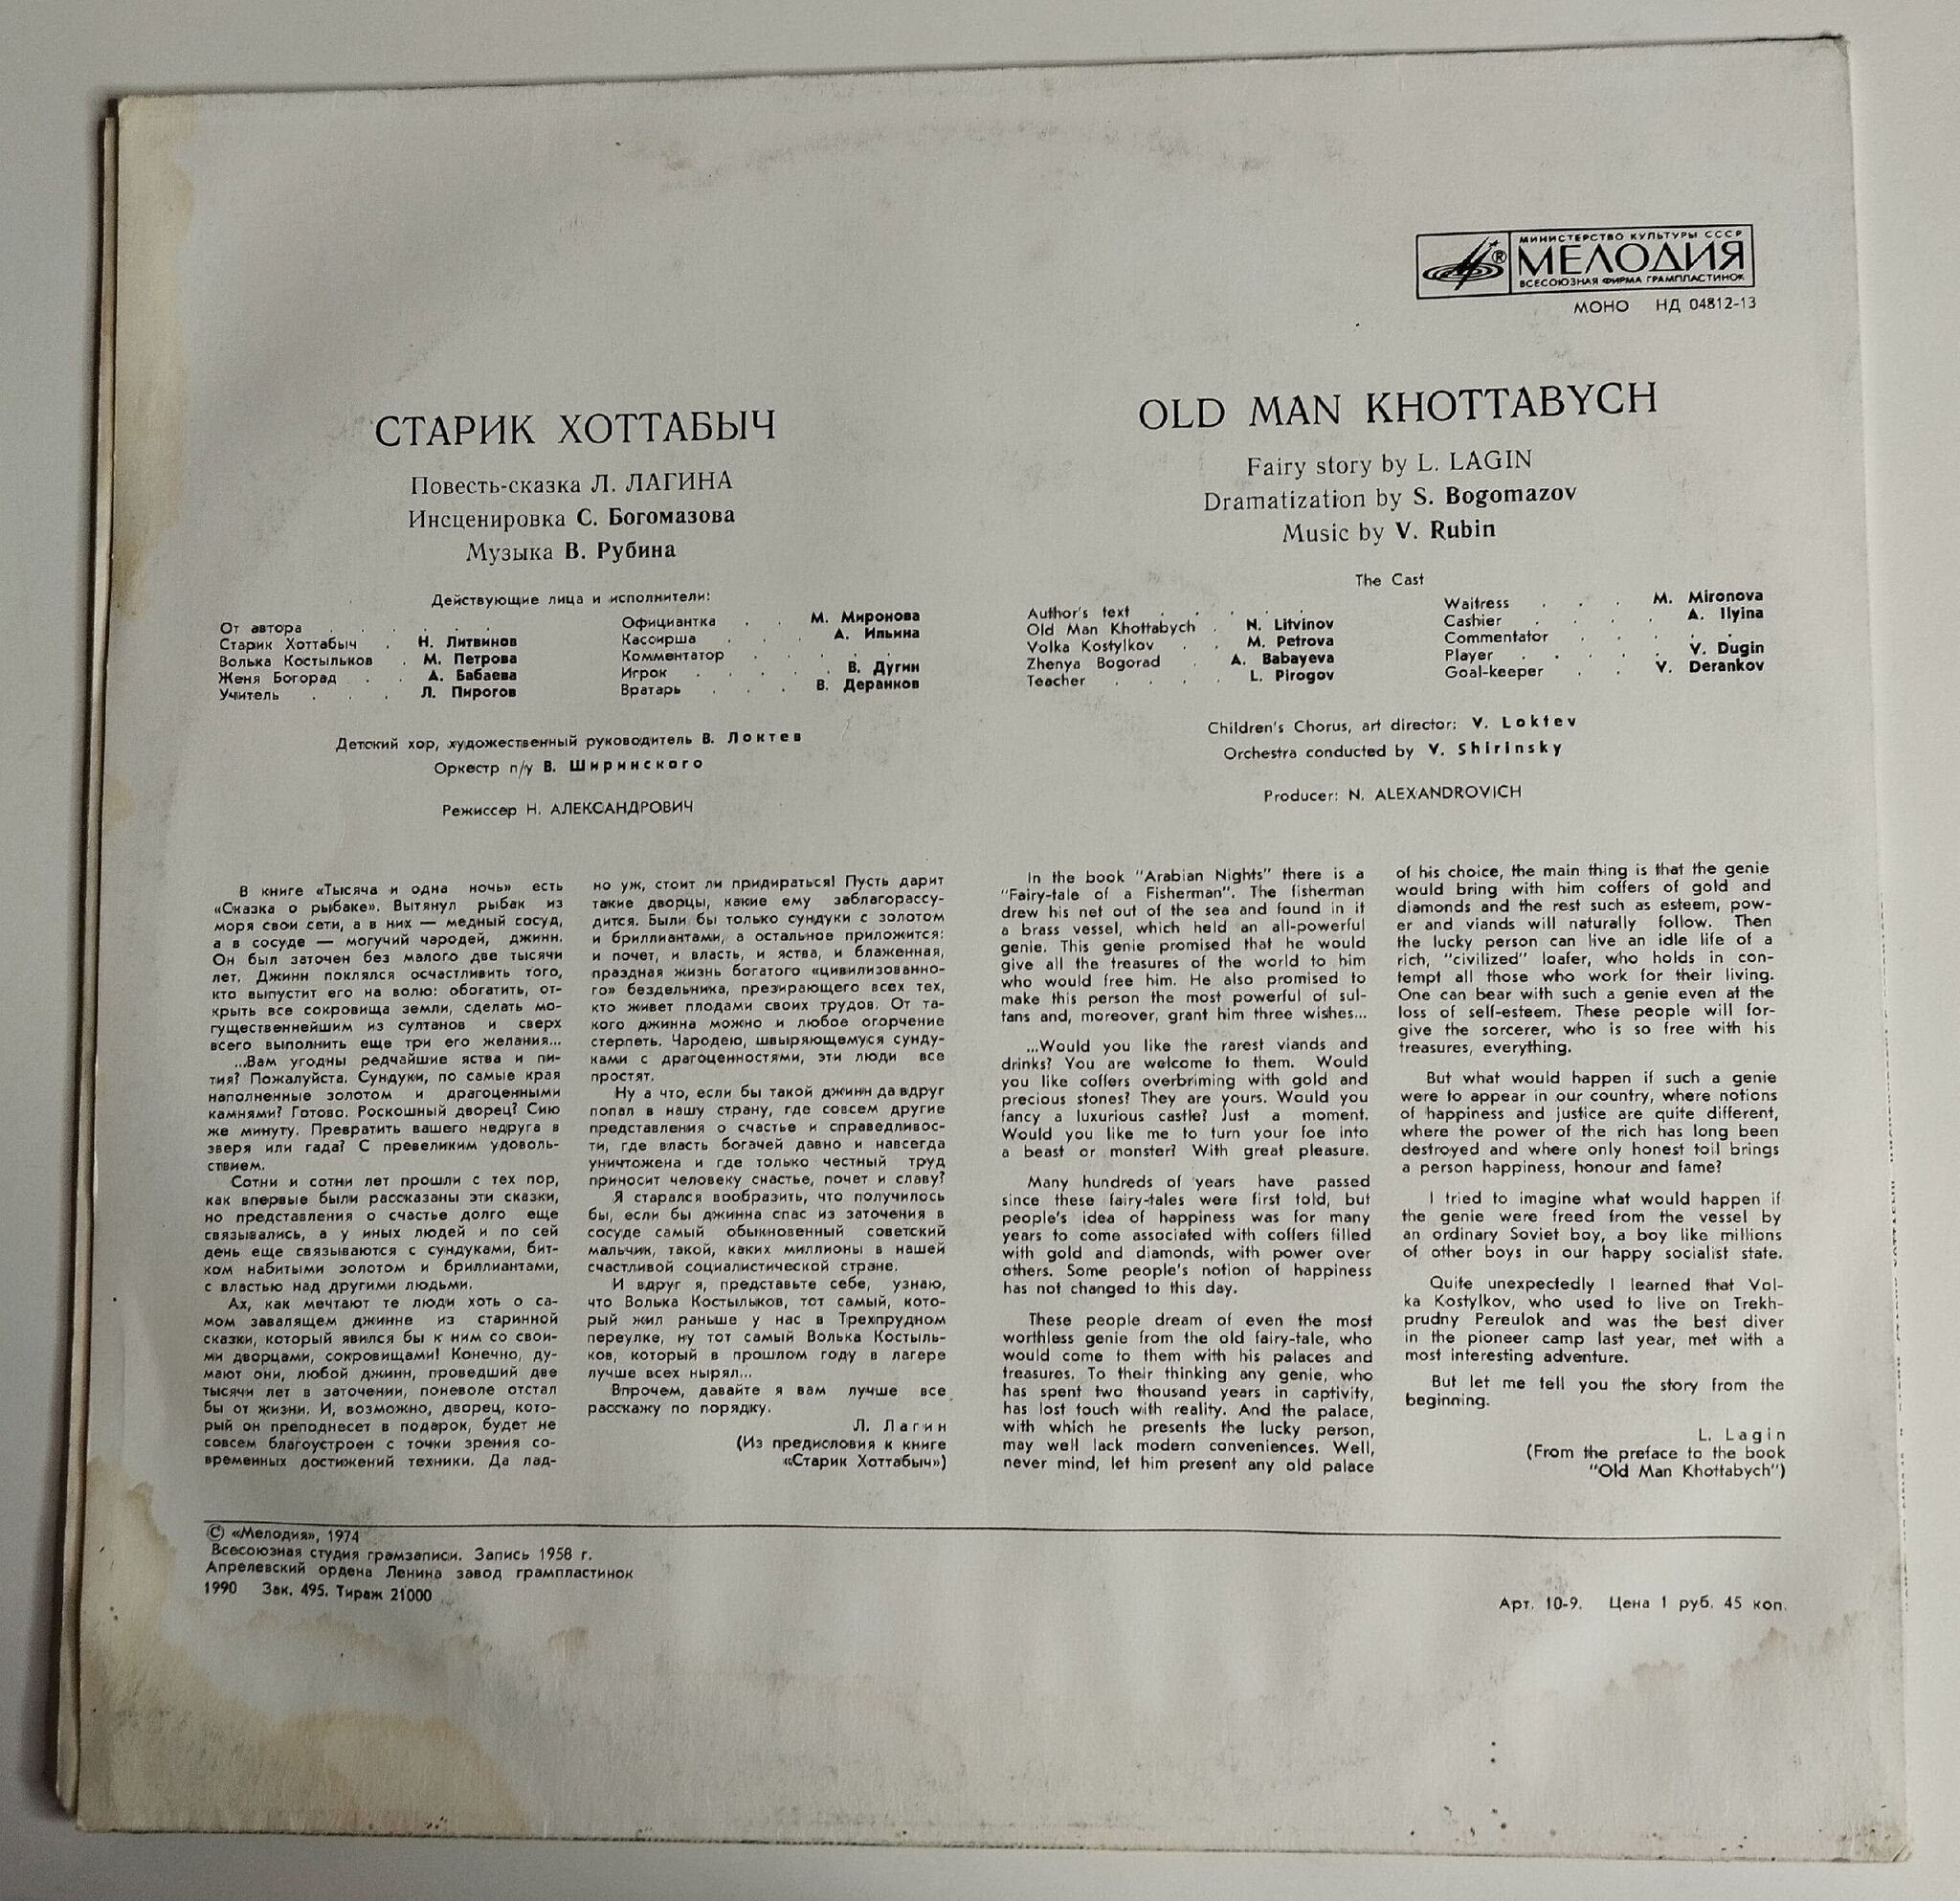 МИНИСТЕРСТВО КУЛЬТУРЫ СССР
МЕЛОДИЯ
ВСЕСОЮЗНАЯ ФИРМА ГРАМПЛАСТИНОК
МОНО НД 04812-13
СТАРИК ХОТТАБЫЧ
Повесть-сказка Л. ЛАГИНА
Инсценировка С. Богомазова
Музыка В. Рубина
Действующие лица и исполнители:
От автора . . . . .
Старик Хоттабыч . Н. Литвинов
Волька Костыльков . М. Петрова
Женя Богорад . . А. Бабаева
Учитель . . . Л. Пирогов
Официантка . . М. Миронова
Кассирша . . . А. Ильина
Комментатор . . . . .
Игрок . . . . В. Дугин
Вратарь . . . В. Деранков
Детский хор, художественный руководитель В. Локтев
Оркестр п/у В. Ширинского
Режиссер Н. АЛЕКСАНДРОВИЧ
В книге «Тысяча и одна ночь» есть
«Сказка о рыбаке». Вытянул рыбак из
моря свои сети, а в них — медный сосуд,
а в сосуде — могучий чародей, джинн.
Он был заточен без малого две тысячи
лет. Джинн поклялся осчастливить того,
кто выпустит его на волю: обогатить, от-
крыть все сокровища земли, сделать мо-
гущественнейшим из султанов и сверх
всего выполнить еще три его желания...
...Вам угодны редчайшие яства и пи-
тия? Пожалуйста. Сундуки, по самые края
наполненные золотом и драгоценными
камнями? Готово. Роскошный дворец? Сию
же минуту. Превратить вашего недруга в
зверя или гада? С превеликим удоволь-
ствием.
Сотни и сотни лет прошли с тех пор,
как впервые были рассказаны эти сказки,
но представления о счастье долго еще
связывались, а у иных людей и по сей
день еще связываются с сундуками, бит-
ком набитыми золотом и бриллиантами,
с властью над другими людьми.
Ах, как мечтают те люди хоть о са-
мом завалящем джинне из старинной
сказки, который явился бы к ним со свои-
ми дворцами, сокровищами! Конечно, ду-
мают они, любой джинн, проведший две
тысячи лет в заточении, поневоле отстал
бы от жизни. И, возможно, дворец, кото-
рый он преподнесет в подарок, будет не
совсем благоустроен с точки зрения со-
временных достижений техники. Да лад-
но уж, стоит ли придираться! Пусть дарит
такие дворцы, какие ему заблагорассу-
дится. Были бы только сундуки с золотом
и бриллиантами, а остальное приложится:
и почет, и власть, и яства, и блаженная,
праздная жизнь богатого «цивилизованно-
го» бездельника, презирающего всех тех,
кто живет плодами своих трудов. От та-
кого джинна можно и любое огорчение
стерпеть. Чародею, швыряющемуся сунду-
ками с драгоценностями, эти люди все
простят.
Ну а что, если бы такой джинн да вдруг
попал в нашу страну, где совсем другие
представления о счастье и справедливос-
ти, где власть богачей давно и навсегда
уничтожена и где только честный труд
приносит человеку счастье, почет и славу?
Я старался вообразить, что получилось
бы, если бы джинна спас из заточения в
сосуде самый обыкновенный советский
мальчик, такой, каких миллионы в нашей
счастливой социалистической стране.
И вдруг я, представьте себе, узнаю,
что Волька Костыльков, тот самый, кото-
рый жил раньше у нас в Трехпрудном
переулке, ну тот самый Волька Костыль-
ков, который в прошлом году в лагере
лучше всех нырял...
Впрочем, давайте я вам лучше все
расскажу по порядку.
Л. Лагин
(Из предисловия к книге
«Старик Хоттабыч»)
OLD MAN KHOTTABYCH
Fairy story by L. LAGIN
Dramatization by S. Bogomazov
Music by V. Rubin
The Cast
Author's text . . . . .
Old Man Khottabych . N. Litvinov
Volka Kostylkov . . M. Petrova
Zhenya Bogorad . A. Babayeva
Teacher . . . . L. Pirogov
Waitress . . . M. Mironova
Cashier . . . . A. Ilyina
Commentator . . . . .
Player . . . . . V. Dugin
Goal-keeper . . . V. Derankov
Children's Chorus, art director: V. Loktev
Orchestra conducted by V. Shirinsky
Producer: N. ALEXANDROVICH
In the book "Arabian Nights" there is a
"Fairy-tale of a Fisherman". The fisherman
drew his net out of the sea and found in it
a brass vessel, which held an all-powerful
genie. This genie promised that he would
give all the treasures of the world to him
who would free him. He also promised to
make this person the most powerful of sul-
tans and, moreover, grant him three wishes...
...Would you like the rarest viands and
drinks? You are welcome to them. Would
you like coffers overbriming with gold and
precious stones? They are yours. Would you
fancy a luxurious castle? Just a moment.
Would you like me to turn your foe into
a beast or monster? With great pleasure.
Many hundreds of years have passed
since these fairy-tales were first told, but
people's idea of happiness was for many
years to come associated with coffers filled
with gold and diamonds, with power over
others. Some people's notion of happiness
has not changed to this day.
These people dream of even the most
worthless genie from the old fairy-tale, who
would come to them with his palaces and
treasures. To their thinking any genie, who
has spent two thousand years in captivity,
has lost touch with reality. And the palace,
with which he presents the lucky person,
may well lack modern conveniences. Well,
never mind, let him present any old palace
of his choice, the main thing is that the genie
would bring with him coffers of gold and
diamonds and the rest such as esteem, pow-
er and viands will naturally follow. Then
the lucky person can live an idle life of a
rich, "civilized" loafer, who holds in con-
tempt all those who work for their living.
One can bear with such a genie even at the
loss of self-esteem. These people will for-
give the sorcerer, who is so free with his
treasures, everything.
But what would happen if such a genie
were to appear in our country, where notions
of happiness and justice are quite different,
where the power of the rich has long been
destroyed and where only honest toil brings
a person happiness, honour and fame?
I tried to imagine what would happen if
the genie were freed from the vessel by
an ordinary Soviet boy, a boy like millions
of other boys in our happy socialist state.
Quite unexpectedly I learned that Vol-
ka Kostylkov, who used to live on Trekh-
prudny Pereulok and was the best diver
in the pioneer camp last year, met with a
most interesting adventure.
But let me tell you the story from the
beginning.
L. Lagin
(From the preface to the book
"Old Man Khottabych")
© «Мелодия», 1974
Всесоюзная студия грамзаписи. Запись 1958 г.
Апрелевский ордена Ленина завод грампластинок
1990 Зак. 495. Тираж 21000
Арт. 10-9. Цена 1 руб. 45 коп.